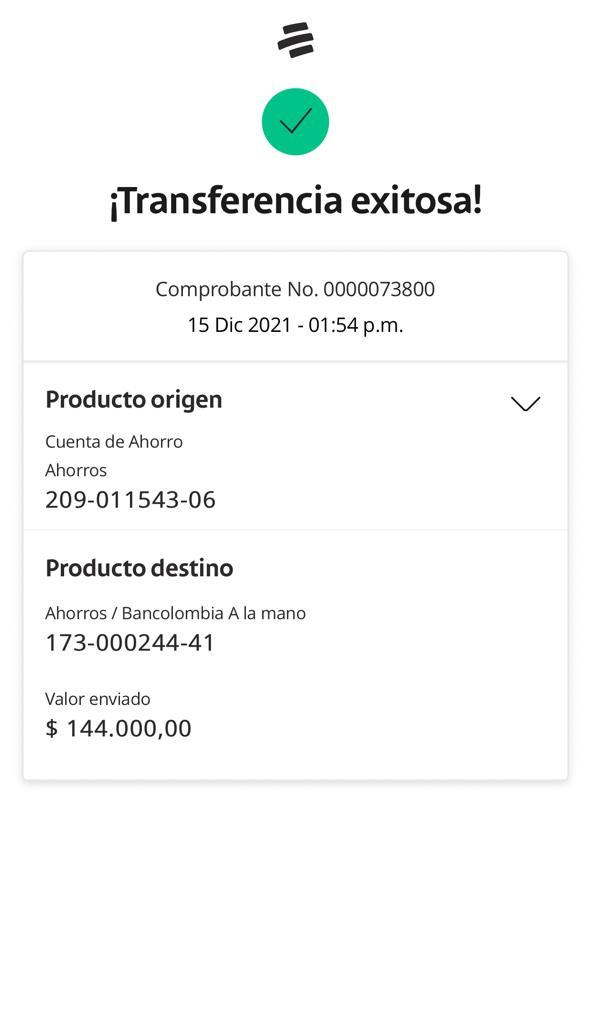 ¡Transferencia exitosa!
Comprobante No. 0000073800
15 Dic 2021 - 01:54 p.m.
Producto origen
Cuenta de Ahorro
Ahorros
209-011543-06
Producto destino
Ahorros / Bancolombia A la mano
173-000244-41
Valor enviado
$ 144.000,00